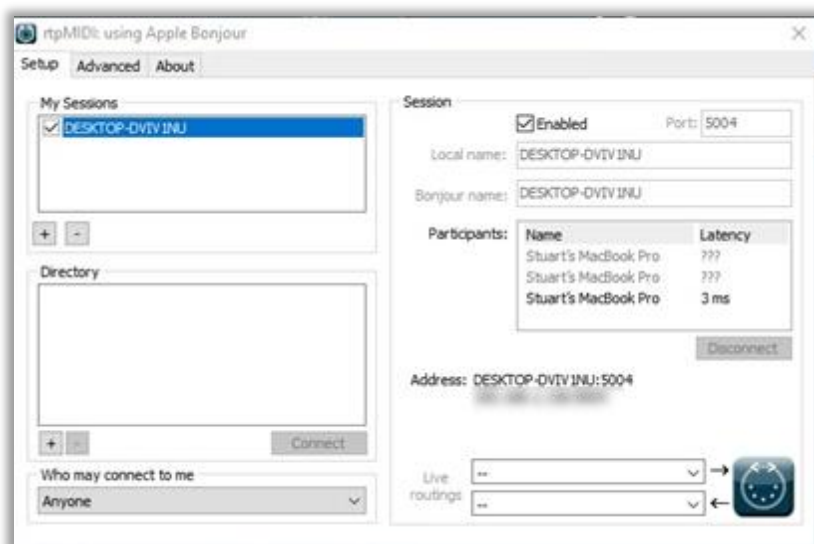 rtpMIDI: using Apple Bonjour
Setup Advanced About
My Sessions
DESKTOP-DVIV1NU
+ -
Directory
+ -
Connect
Who may connect to me
Anyone
Session
Enabled Port: 5004
Local name: DESKTOP-DVIV1NU
Bonjour name: DESKTOP-DVIV1NU
Participants: Name Latency
Stuart's MacBook Pro ???
Stuart's MacBook Pro ???
Stuart's MacBook Pro 3 ms
Disconnect
Address: DESKTOP-DVIV1NU:5004
Live routings
--
--